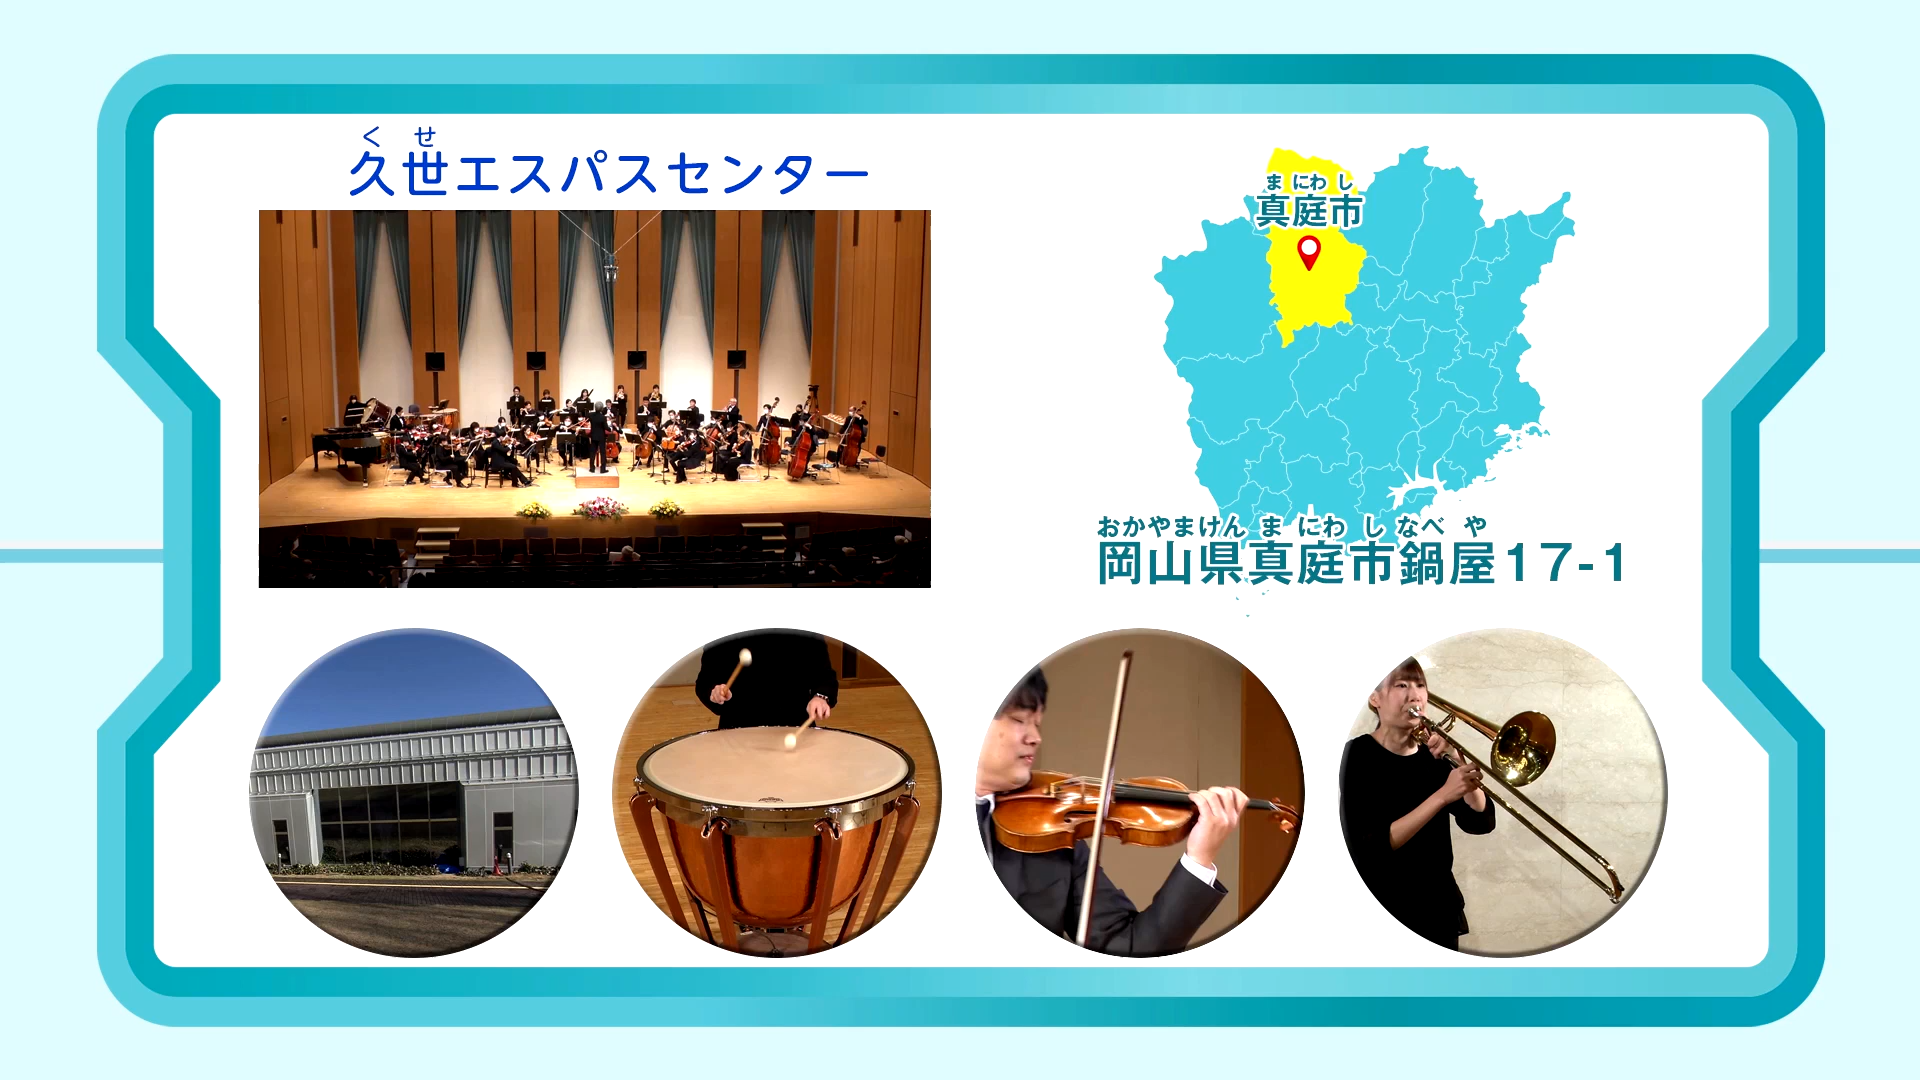 くせ
久世エスパスセンター
まにわし
真庭市
おかやまけん まにわし なべや
岡山県真庭市鍋屋17-1